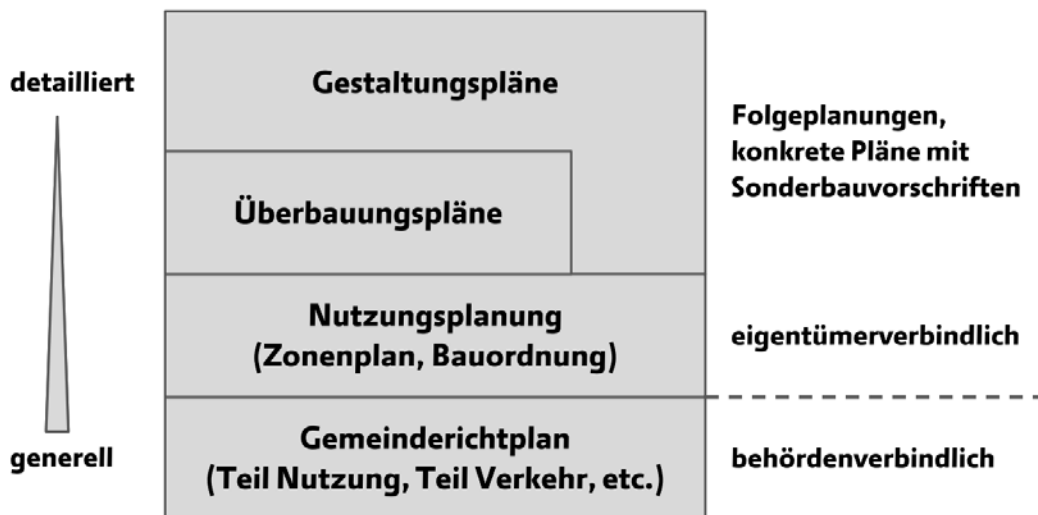 detailliert
Gestaltungspläne
Folgeplanungen,
konkrete Pläne mit
Sonderbauvorschriften
Überbauungspläne
Nutzungsplanung
(Zonenplan, Bauordnung)
eigentümerverbindlich
generell
Gemeinderichtplan
(Teil Nutzung, Teil Verkehr, etc.)
behördenverbindlich